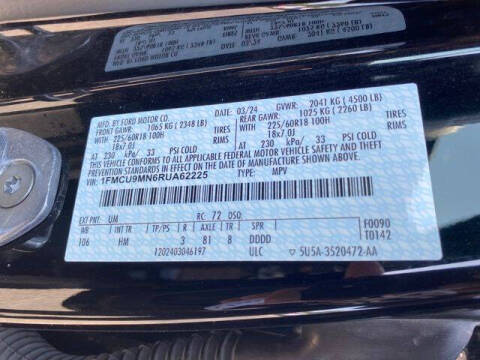 MFD. BY FORD MOTOR CO.
DATE: 03/24 GVWR: 2041 KG ( 4500 LB)
FRONT GAWR: 1065 KG ( 2348 LB) REAR GAWR: 1025 KG ( 2260 LB)
225/60R18 100H TIRES 225/60R18 100H TIRES
18x7.0J RIMS 18x7.0J RIMS
AT 230 kPa/ 33 PSI COLD AT 230 kPa/ 33 PSI COLD
THIS VEHICLE CONFORMS TO ALL APPLICABLE FEDERAL MOTOR VEHICLE SAFETY AND THEFT
PREVENTION STANDARDS IN EFFECT ON THE DATE OF MANUFACTURE SHOWN ABOVE.
VIN: 1FMCU9MN6RUA62225 TYPE: MPV
EXT PNT: UM RC: 72 DSO:
WB INT TR TP/PS AXLE TR SPR F0090
106 HM 3 81 8 DDDD T0142
1202403046197 ULC 5U5A-3520472-AA